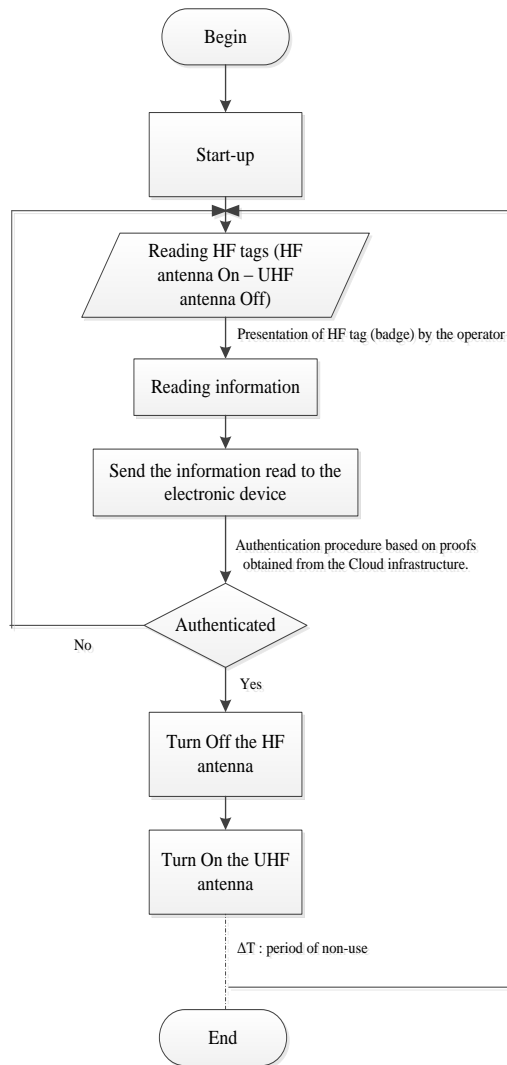 Begin
Start-up
Reading HF tags (HF
antenna On – UHF
antenna Off)
Presentation of HF tag (badge) by the operator
Reading information
Send the information read to the
electronic device
Authentication procedure based on proofs
obtained from the Cloud infrastructure.
Authenticated
No
Yes
Turn Off the HF
antenna
Turn On the UHF
antenna
ΔT : period of non-use
End